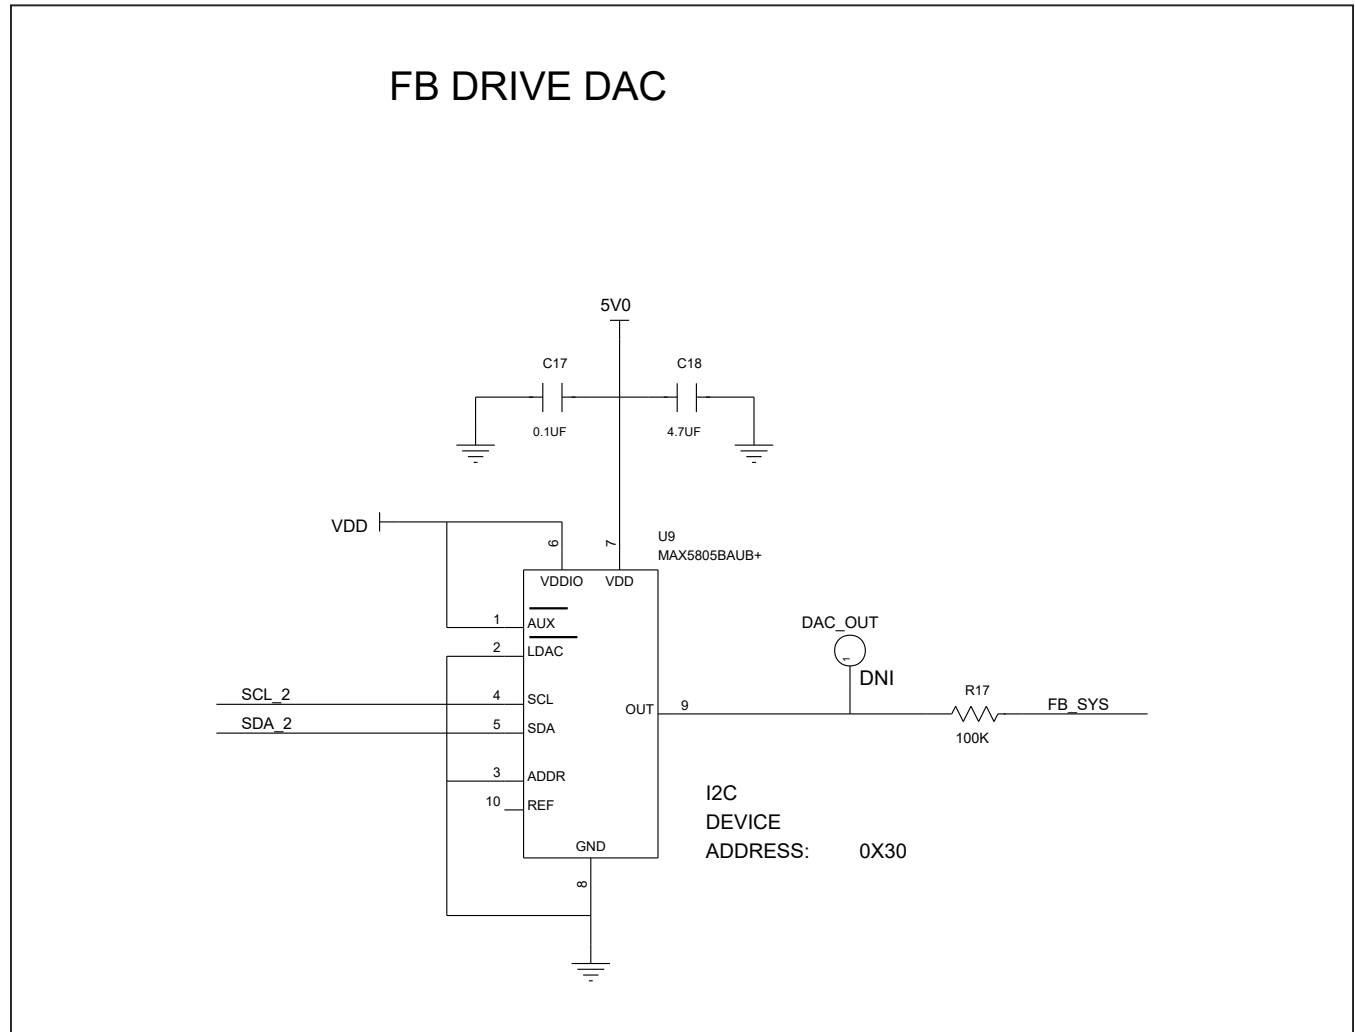 FB DRIVE DAC
5V0
C17
C18
0.1UF
4.7UF
VDD
6
7
U9
MAX5805BAUB+
VDDIO
VDD
1
AUX
2
LDAC
DAC_OUT
1
DNI
SCL_2
4
SCL
SDA_2
5
SDA
OUT
9
R17
100K
FB_SYS
3
ADDR
10
REF
I2C
DEVICE
ADDRESS: 0X30
GND
8